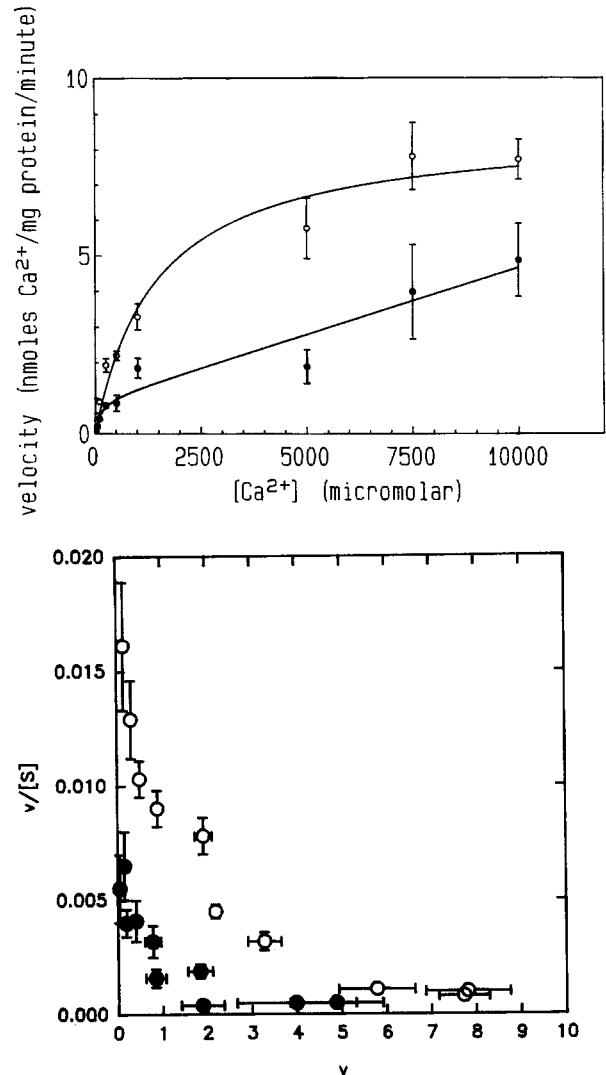 velocity (nmoles Ca²⁺/mg protein/minute)
10
5
0
0 2500 5000 7500 10000
[Ca²⁺] (micromolar)
v/[s]
0.020
0.015
0.010
0.005
0.000
0 1 2 3 4 5 6 7 8 9 10
v